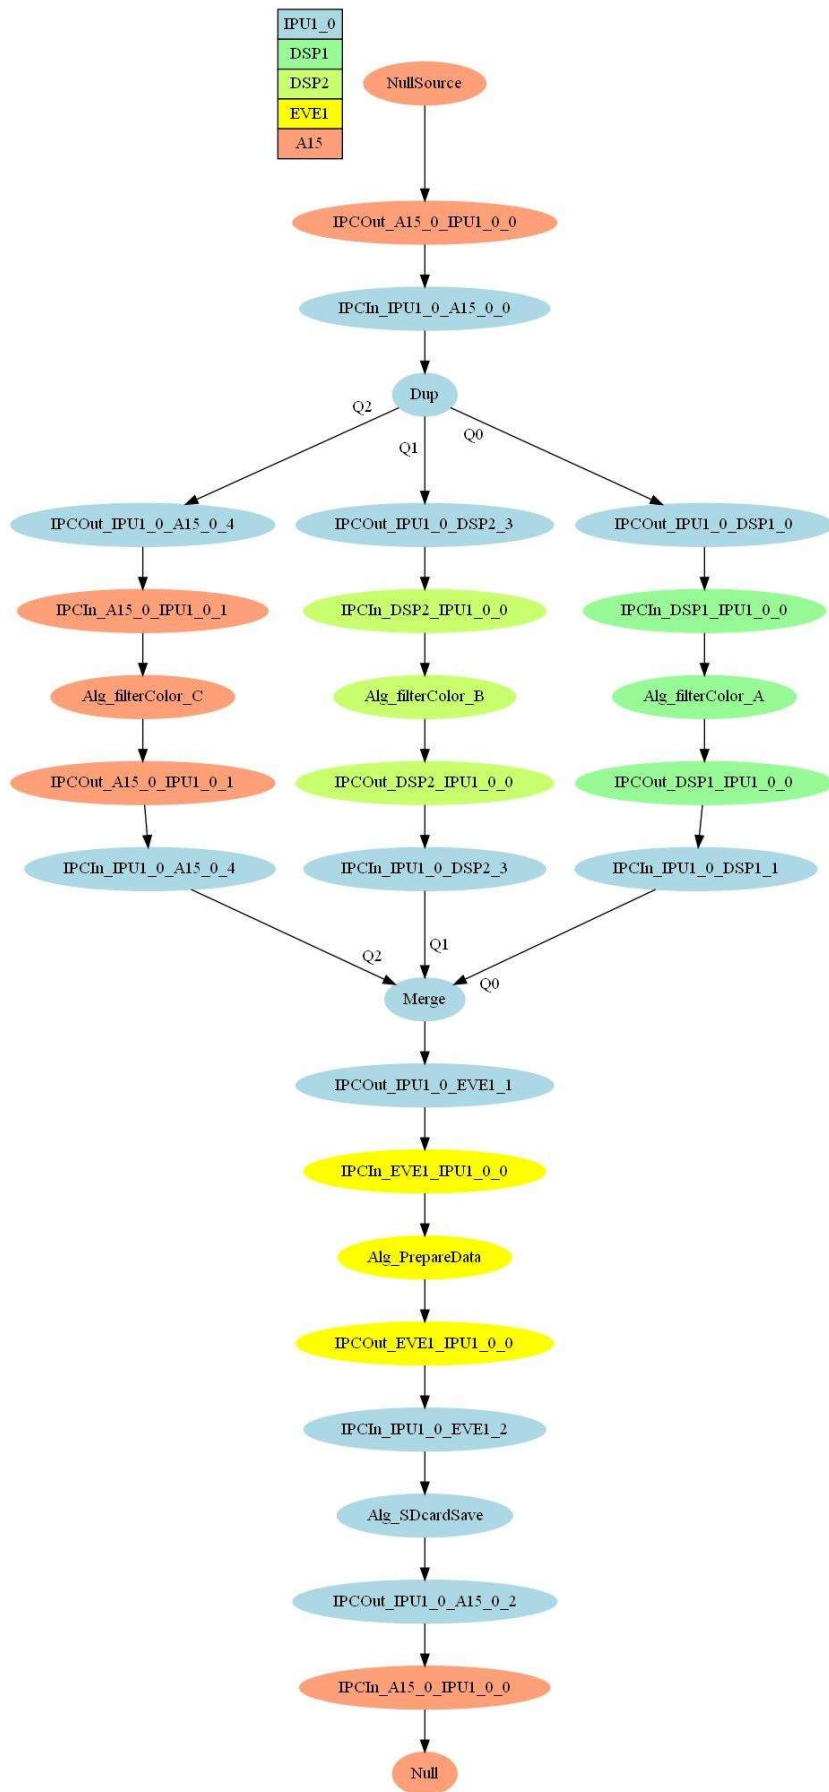 IPU1_0
DSP1
DSP2
EVE1
A15
NullSource
IPCOut_A15_0_IPU1_0_0
IPCIn_IPU1_0_A15_0_0
Dup
Q2
Q1
Q0
IPCOut_IPU1_0_A15_0_4
IPCOut_IPU1_0_DSP2_3
IPCOut_IPU1_0_DSP1_0
IPCIn_A15_0_IPU1_0_1
IPCIn_DSP2_IPU1_0_0
IPCIn_DSP1_IPU1_0_0
Alg_filterColor_C
Alg_filterColor_B
Alg_filterColor_A
IPCOut_A15_0_IPU1_0_1
IPCOut_DSP2_IPU1_0_0
IPCOut_DSP1_IPU1_0_0
IPCIn_IPU1_0_A15_0_4
IPCIn_IPU1_0_DSP2_3
IPCIn_IPU1_0_DSP1_1
Q2
Q1
Q0
Merge
IPCOut_IPU1_0_EVE1_1
IPCIn_EVE1_IPU1_0_0
Alg_PrepareData
IPCOut_EVE1_IPU1_0_0
IPCIn_IPU1_0_EVE1_2
Alg_SDcardSave
IPCOut_IPU1_0_A15_0_2
IPCIn_A15_0_IPU1_0_0
Null